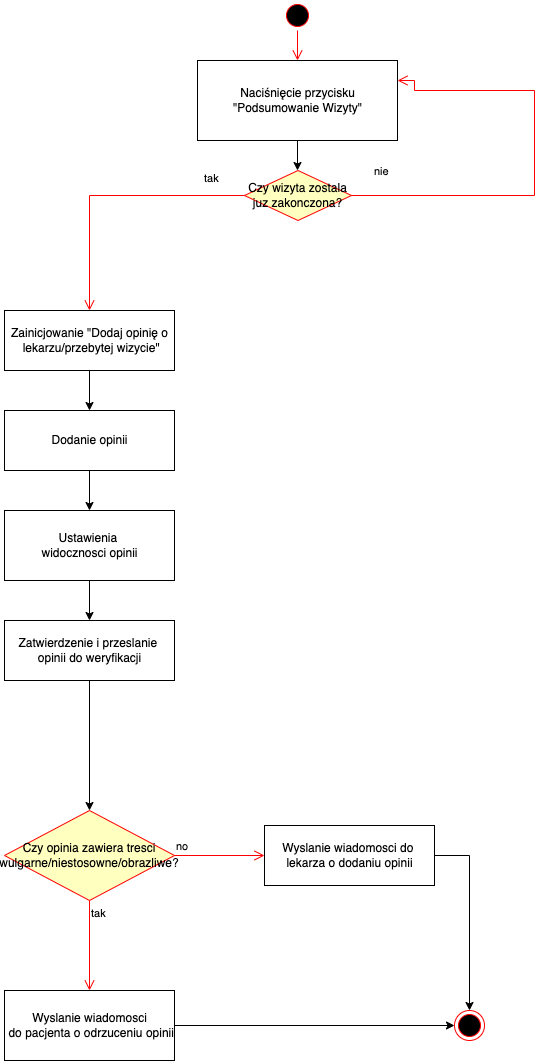 Naciśnięcie przycisku
"Podsumowanie Wizyty"
tak
nie
Czy wizyta zostala
juz zakonczona?
Zainicjowanie "Dodaj opinię o
lekarzu/przebytej wizycie"
Dodanie opinii
Ustawienia
widocznosci opinii
Zatwierdzenie i przeslanie
opinii do weryfikacji
Czy opinia zawiera tresci
wulgarne/niestosowne/obrazliwe?
no
Wyslanie wiadomosci do
lekarza o dodaniu opinii
tak
Wyslanie wiadomosci
do pacjenta o odrzuceniu opinii